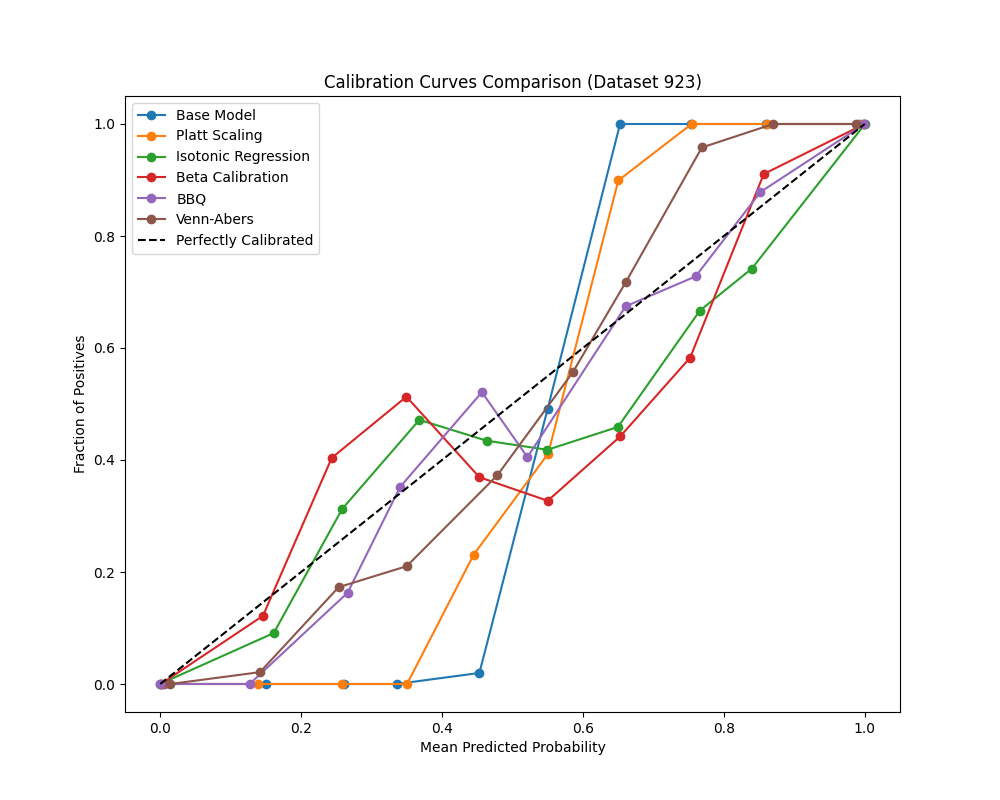 Calibration Curves Comparison (Dataset 923)
Base Model
Platt Scaling
Isotonic Regression
Beta Calibration
BBQ
Venn-Abers
Perfectly Calibrated
Fraction of Positives
1.0
0.8
0.6
0.4
0.2
0.0
0.0 0.2 0.4 0.6 0.8 1.0
Mean Predicted Probability